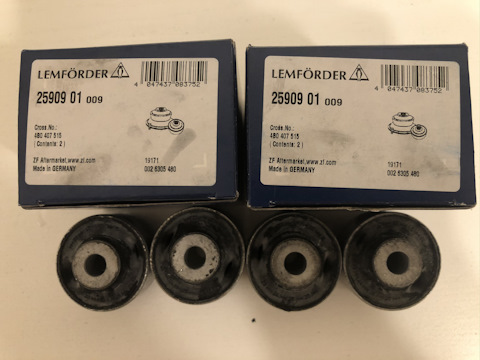 LEMFÖRDER
4 047437 083752
25909 01 009
Cross.No.:
4B0 407 515
( Contents: 2 )
ZF Aftermarket, www.zf.com
Made in GERMANY
19171
002 6305 480
LEMFÖRDER
4 047437 083752
25909 01 009
Cross.No.:
4B0 407 515
( Contents: 2 )
ZF Aftermarket, www.zf.com
Made in GERMANY
19171
002 6305 480